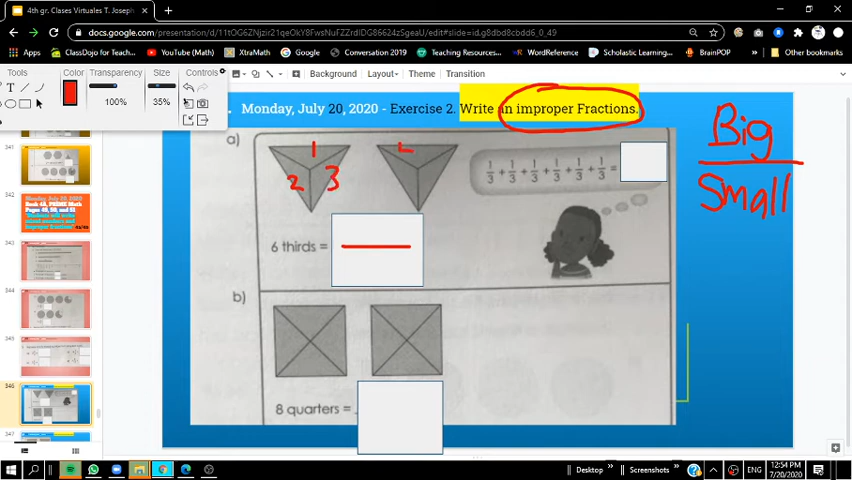 4th gr. Clases Virtuales T. Joseph
docs.google.com/presentation/d/11tOG6ZNjzir21qeOkY8FwsNuFZZrdlDG86624zSgeaU/edit#slide=id.g8dbd8cbdd6_0_49
Apps
ClassDojo for Teach...
YouTube (Math)
XtraMath
Google
Conversation 2019
Teaching Resources...
WordReference
Scholastic Learning...
BrainPOP
Other bookmarks
Tools
Color
Transparency
Size
Controls
T
100%
35%
Background
Layout
Theme
Transition
Monday, July 20, 2020 - Exercise 2. Write an improper Fractions.
Big
Small
a)
1
2
3
1/3 + 1/3 + 1/3 + 1/3 + 1/3 + 1/3 =
6 thirds =
b)
8 quarters =
341
342
343
344
345
346
347
Desktop
Screenshots
12:54 PM
7/20/2020